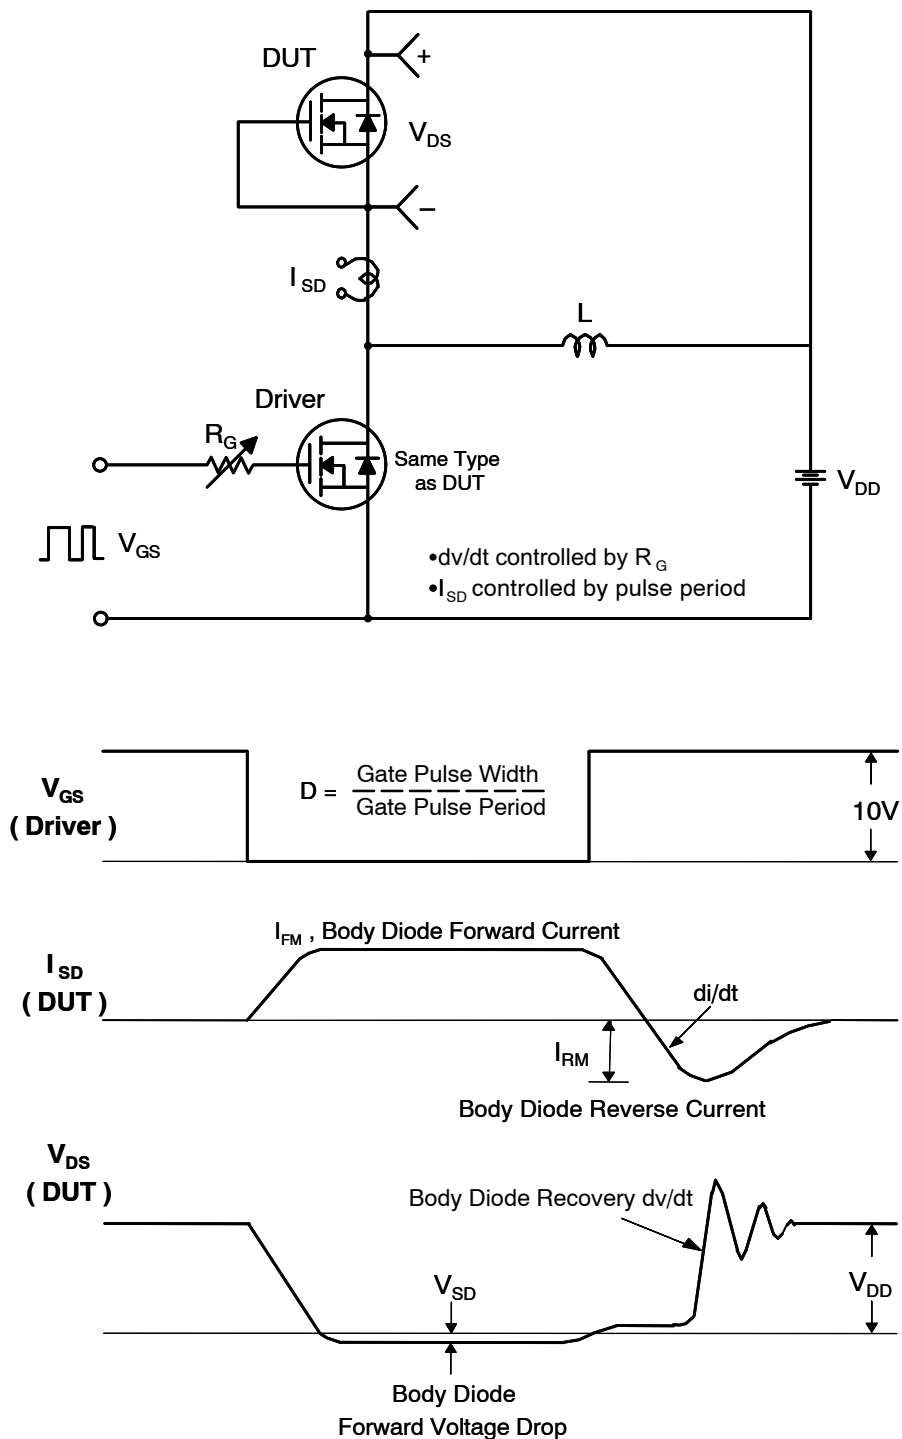 DUT
+
V_DS
–
I_SD
L
Driver
R_G
Same Type
as DUT
V_DD
V_GS
•dv/dt controlled by R_G
•I_SD controlled by pulse period
V_GS
( Driver )
D = Gate Pulse Width
Gate Pulse Period
10V
I_FM , Body Diode Forward Current
I_SD
( DUT )
di/dt
I_RM
Body Diode Reverse Current
V_DS
( DUT )
Body Diode Recovery dv/dt
V_SD
V_DD
Body Diode
Forward Voltage Drop